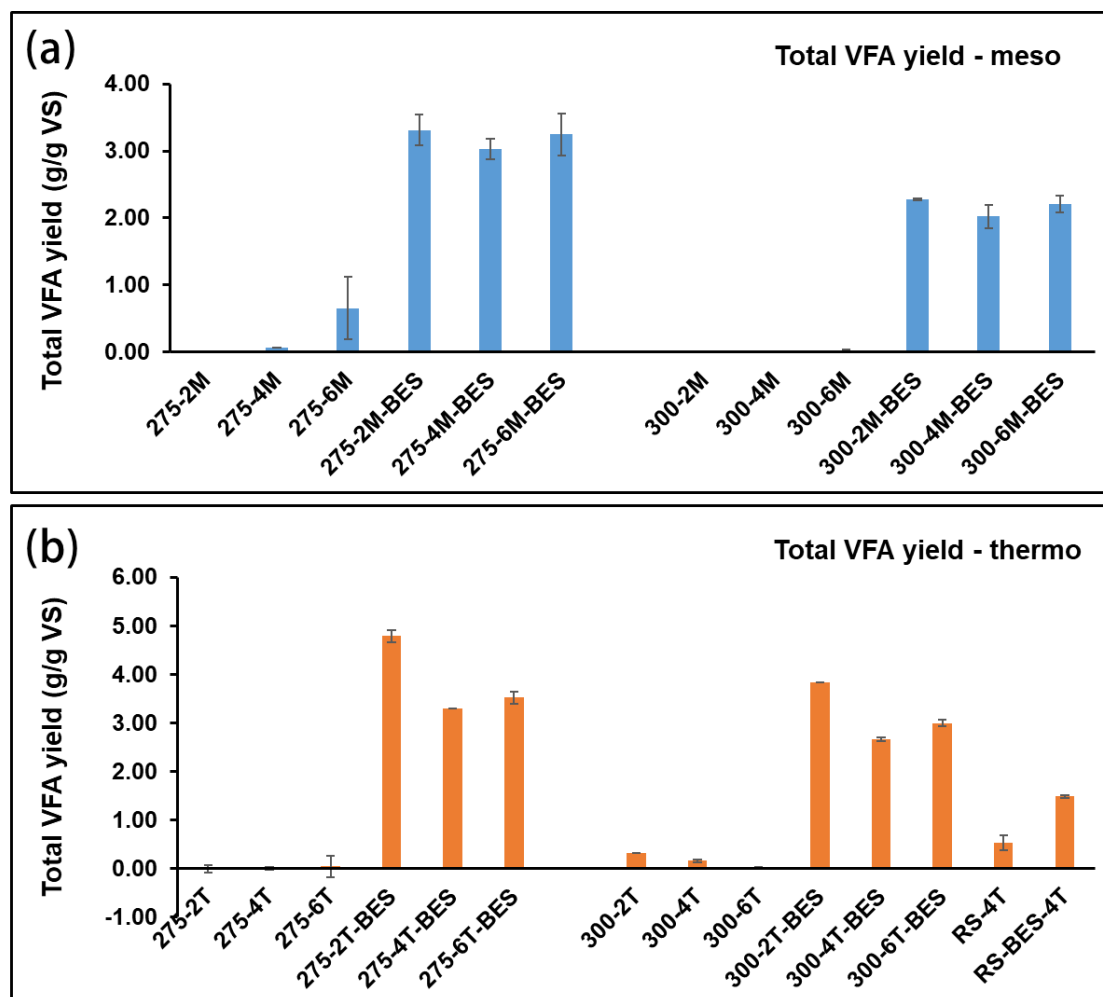 (a)
Total VFA yield - meso
Total VFA yield (g/g VS)
4.00
3.00
2.00
1.00
0.00
275-2M
275-4M
275-6M
275-2M-BES
275-4M-BES
275-6M-BES
300-2M
300-4M
300-6M
300-2M-BES
300-4M-BES
300-6M-BES
(b)
Total VFA yield - thermo
Total VFA yield (g/g VS)
6.00
5.00
4.00
3.00
2.00
1.00
0.00
-1.00
275-2T
275-4T
275-6T
275-2T-BES
275-4T-BES
275-6T-BES
300-2T
300-4T
300-6T
300-2T-BES
300-4T-BES
300-6T-BES
RS-4T
RS-BES-4T